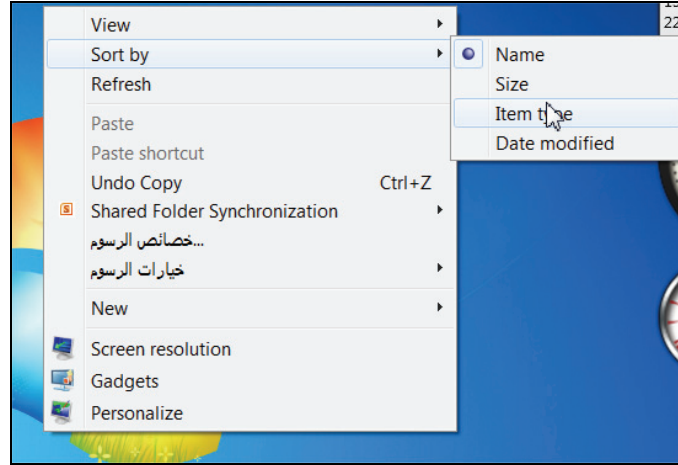 View
Sort by
Refresh
Paste
Paste shortcut
Undo Copy Ctrl+Z
Shared Folder Synchronization
خصائص الرسوم...
خيارات الرسوم
New
Screen resolution
Gadgets
Personalize
Name
Size
Item type
Date modified
22